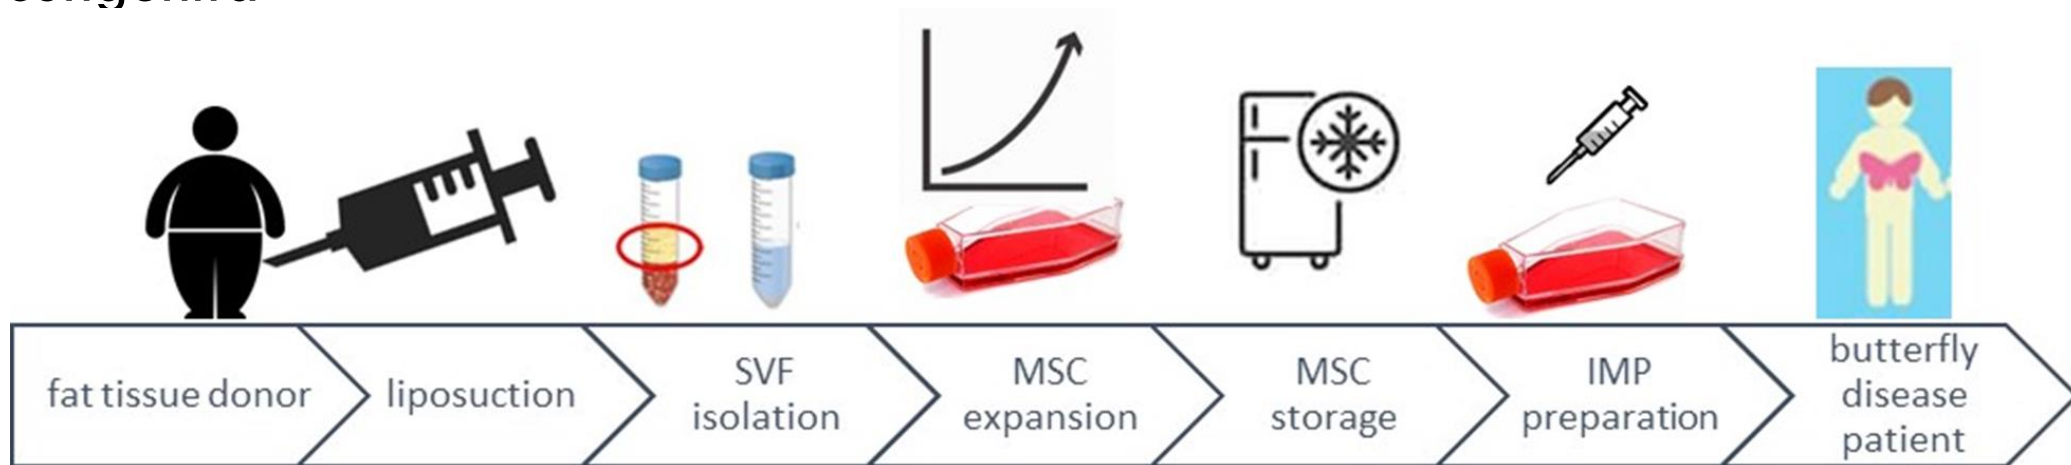 fat tissue donor
liposuction
SVF
isolation
MSC
expansion
MSC
storage
IMP
preparation
butterfly
disease
patient